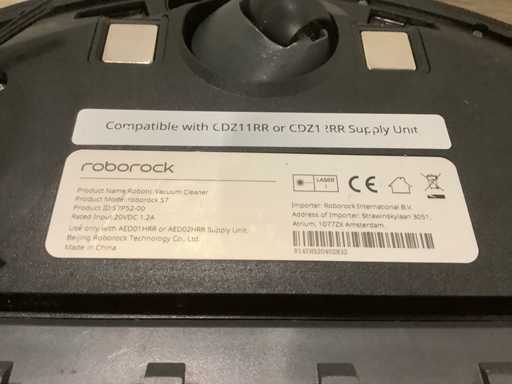 Compatible with CDZ11RR or CDZ12RR Supply Unit
roborock
Product Name:Robotic Vacuum Cleaner
Product Model: roborock S7
Product ID:S7P52-00
Rated Input:20VDC 1.2A
Use only with AED01HRR or AED02HRR Supply Unit.
Beijing Roborock Technology Co., Ltd.
Made in China
LASER
1
CE
Importer: Roborock International B.V.
Address of Importer: Strawinskylaan 3051,
Atrium, 1077ZX Amsterdam.